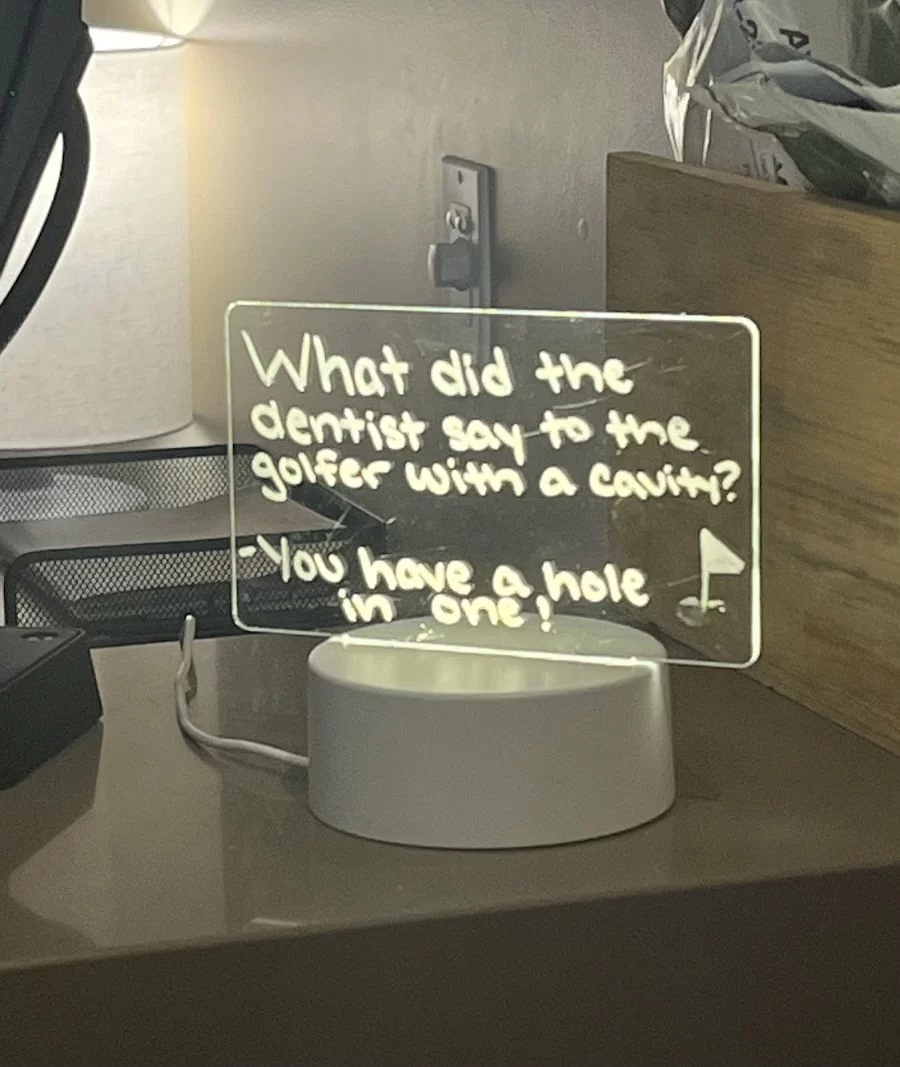 What did the
dentist say to the
golfer with a cavity?
-You have a hole
in one!